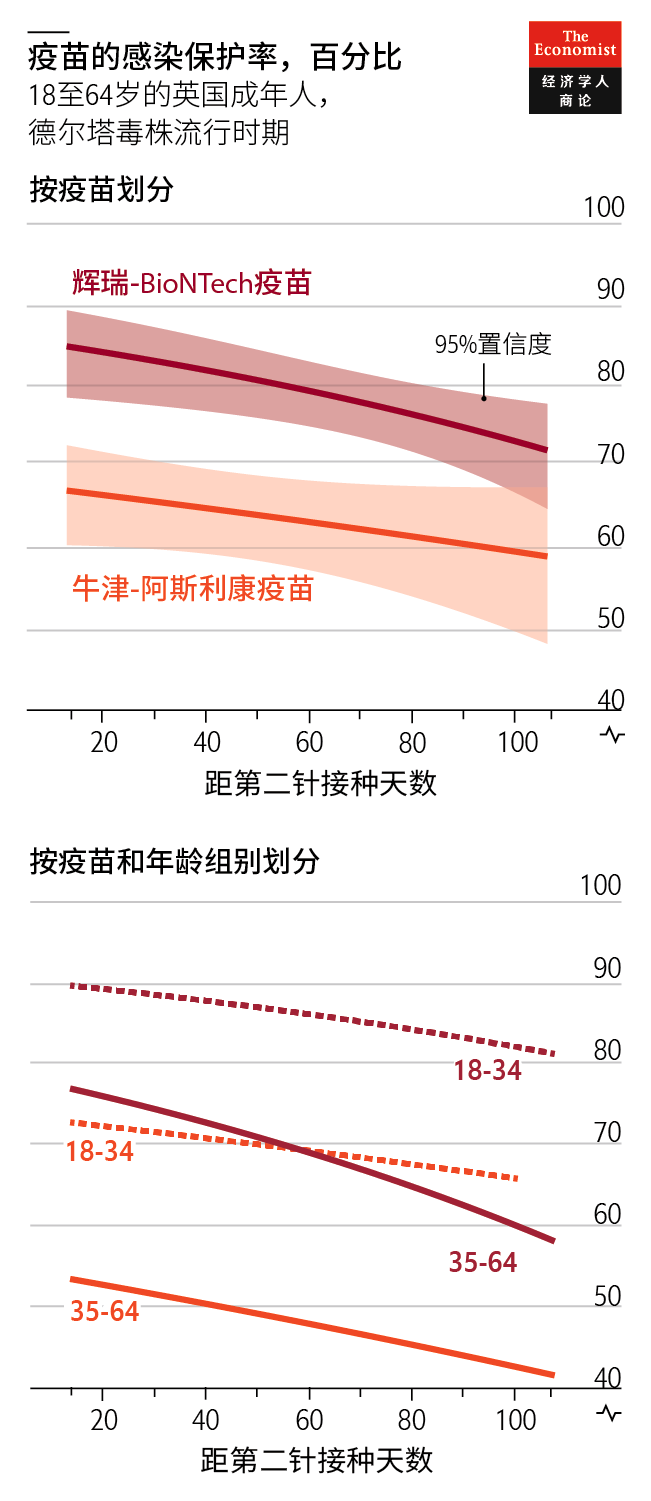 疫苗的感染保护率，百分比
18至64岁的英国成年人，
德尔塔毒株流行时期
The
Economist
经济学人
商论
按疫苗划分
100
辉瑞-BioNTech疫苗
90
95%置信度
80
70
60
牛津-阿斯利康疫苗
50
40
20 40 60 80 100
距第二针接种天数
按疫苗和年龄组别划分
100
90
80
18-34
70
18-34
60
35-64
50
35-64
40
20 40 60 80 100
距第二针接种天数